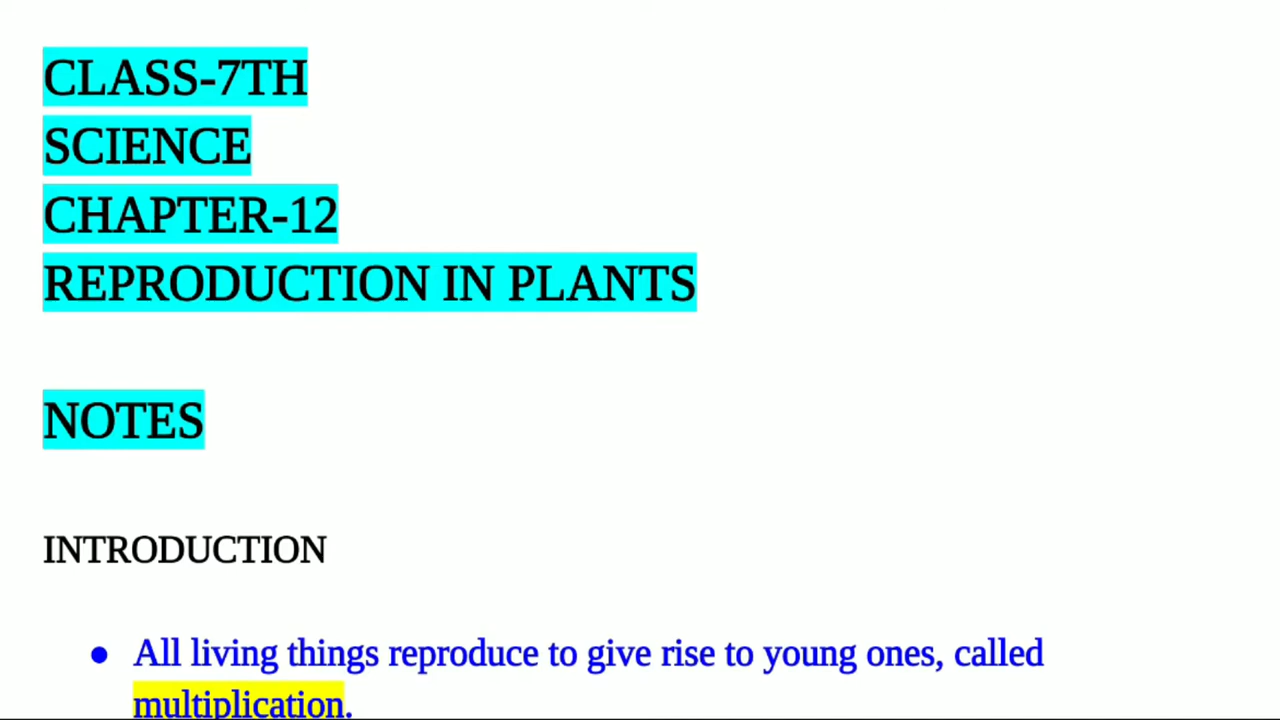 CLASS-7TH
SCIENCE
CHAPTER-12
REPRODUCTION IN PLANTS
NOTES
INTRODUCTION
● All living things reproduce to give rise to young ones, called
multiplication.